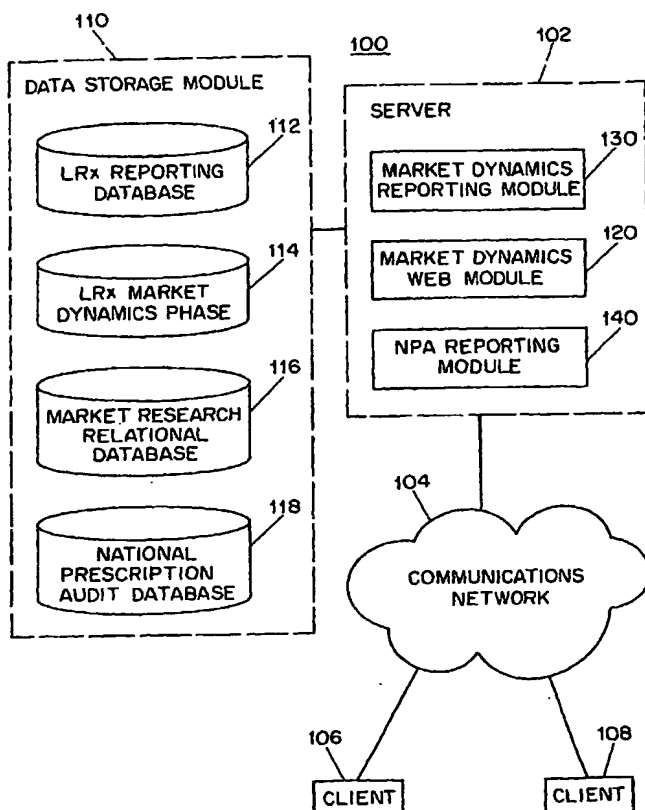 110
100
102
DATA STORAGE MODULE
SERVER
112
LRx REPORTING
DATABASE
130
MARKET DYNAMICS
REPORTING MODULE
114
LRx MARKET
DYNAMICS PHASE
120
MARKET DYNAMICS
WEB MODULE
140
NPA REPORTING
MODULE
116
MARKET RESEARCH
RELATIONAL
DATABASE
118
NATIONAL
PRESCRIPTION
AUDIT DATABASE
104
COMMUNICATIONS
NETWORK
106
CLIENT
108
CLIENT